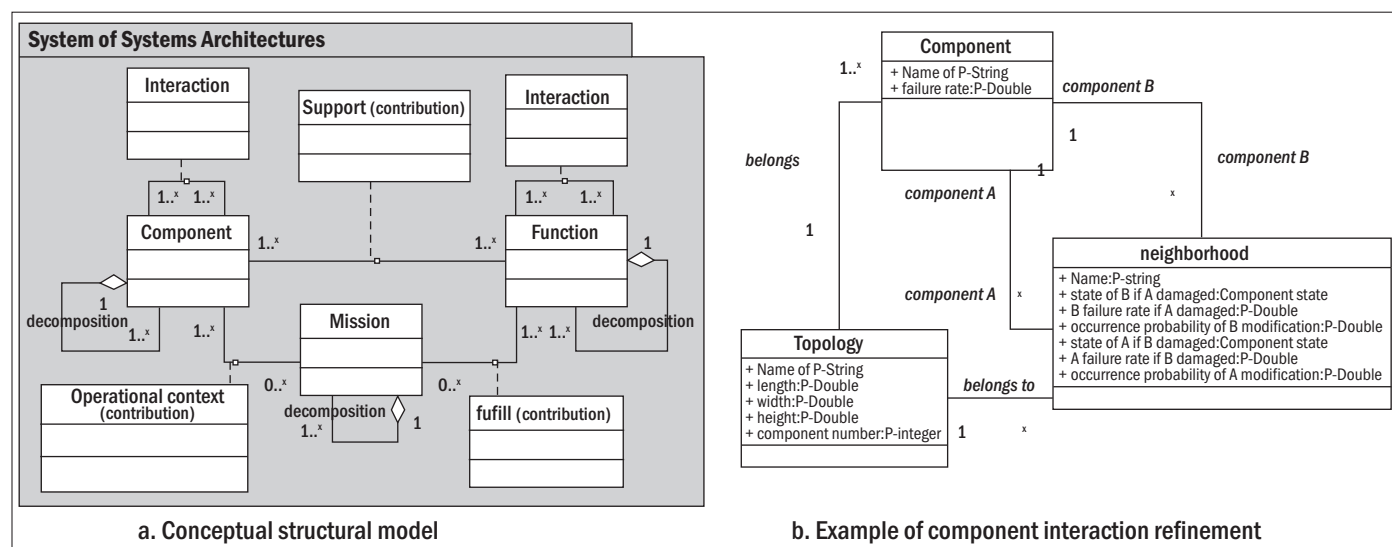 System of Systems Architectures
Interaction
Support (contribution)
Interaction
1..x 1..x
1..x 1..x
Component
1..x
1..x
Function
1
1
decomposition
1..x
1..x
Mission
1..x 1..x
decomposition
0..x
0..x
Operational context
(contribution)
decomposition
1..x
1
fufill (contribution)
a. Conceptual structural model
Component
+ Name of P-String
+ failure rate:P-Double
1..x
component B
1
belongs
component B
1
component A
x
1
neighborhood
+ Name:P-string
+ state of B if A damaged:Component state
+ B failure rate if A damaged:P-Double
+ occurrence probability of B modification:P-Double
+ state of A if B damaged:Component state
+ A failure rate if B damaged:P-Double
+ occurrence probability of A modification:P-Double
component A
x
Topology
+ Name of P-String
+ length:P-Double
+ width:P-Double
+ height:P-Double
+ component number:P-integer
belongs to
1
x
b. Example of component interaction refinement